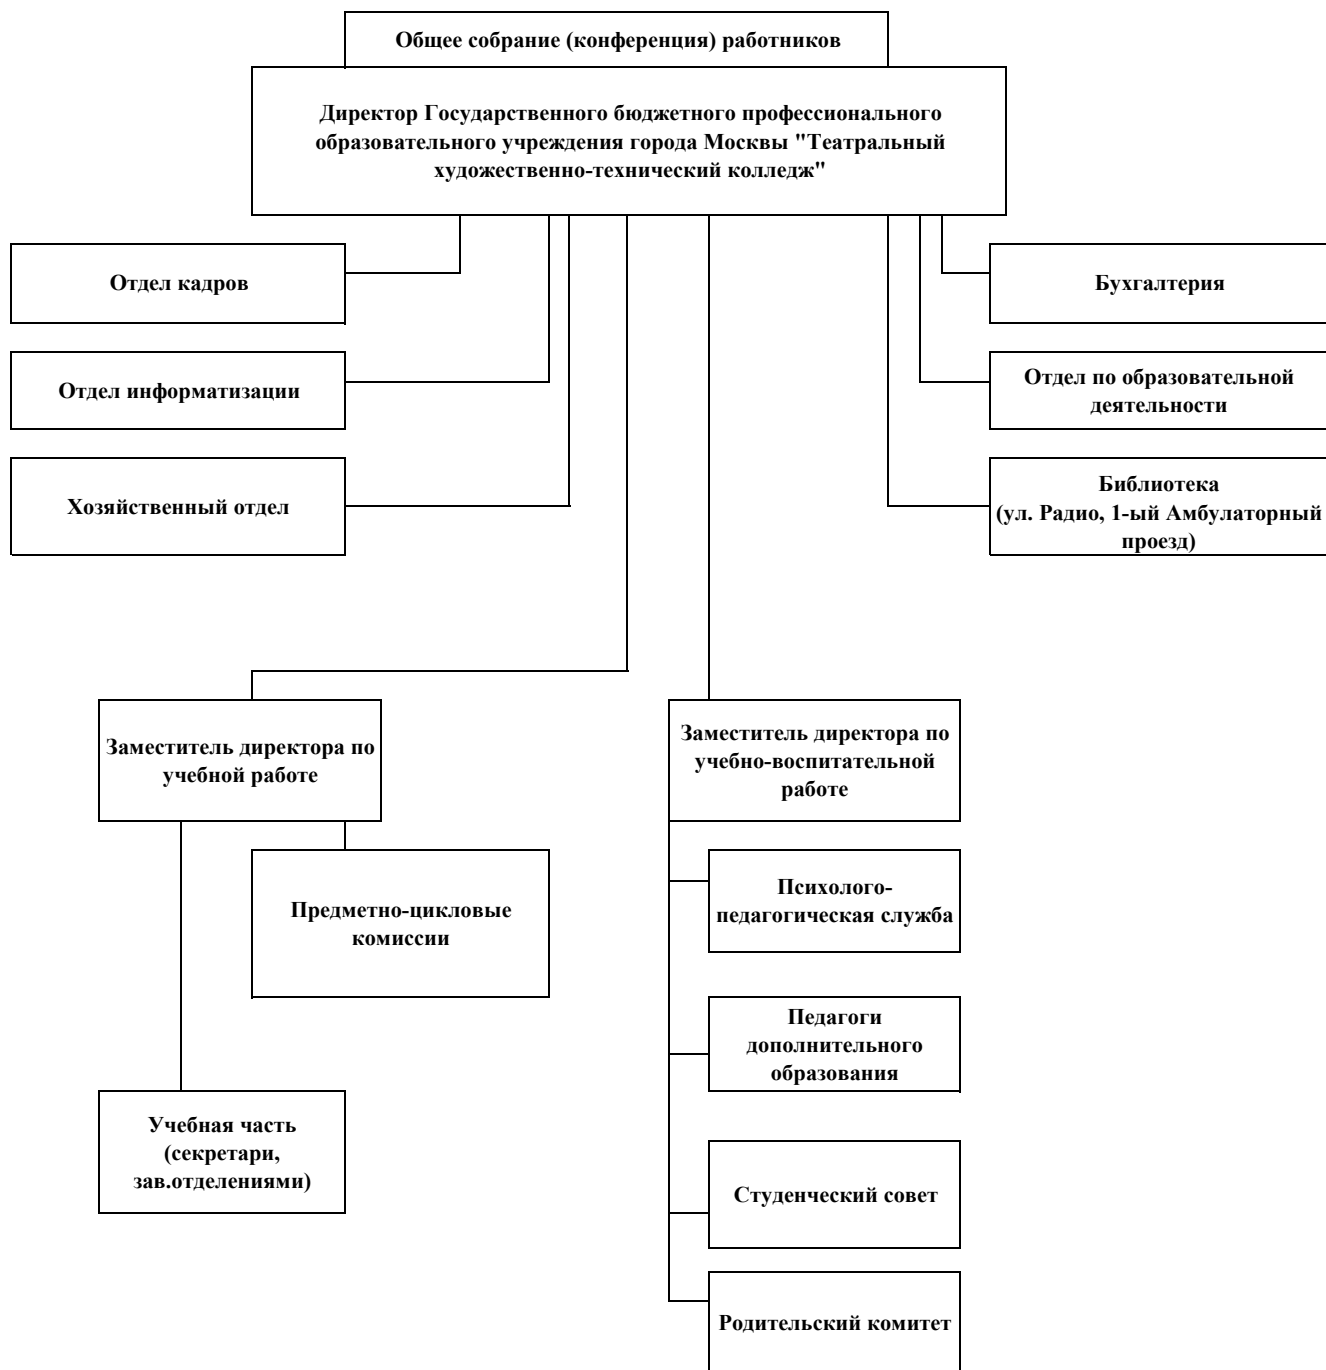 Общее собрание (конференция) работников
Директор Государственного бюджетного профессионального
образовательного учреждения города Москвы "Театральный
художественно-технический колледж"
Отдел кадров
Бухгалтерия
Отдел информатизации
Отдел по образовательной
деятельности
Хозяйственный отдел
Библиотека
(ул. Радио, 1-ый Амбулаторный
проезд)
Заместитель директора по
учебной работе
Заместитель директора по
учебно-воспитательной
работе
Предметно-цикловые
комиссии
Психолого-
педагогическая служба
Педагоги
дополнительного
образования
Учебная часть
(секретари,
зав.отделениями)
Студенческий совет
Родительский комитет